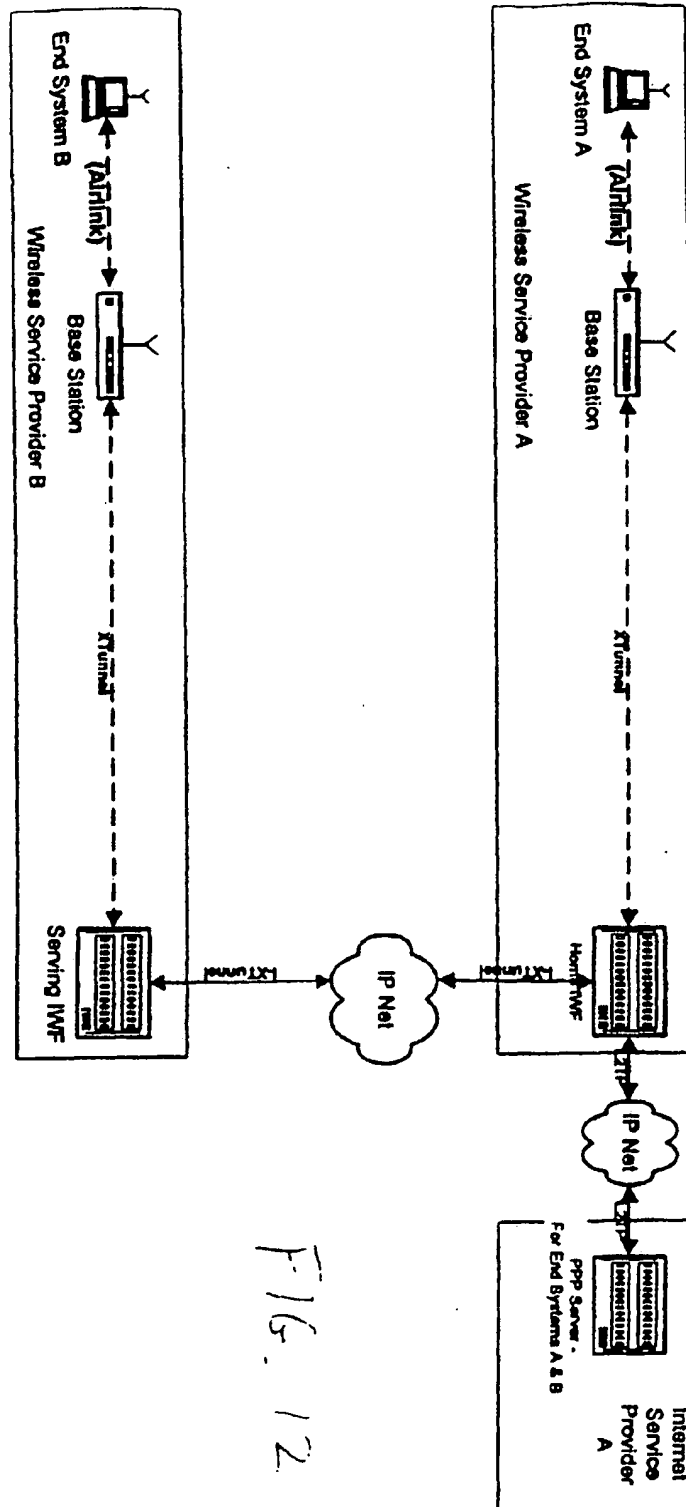 End System A
(Airlink)
Base Station
Wireless Service Provider A
XTunnel
Home IWF
L2TP
IP Net
L2TP
PPP Server -
For End Systems A & B
Internet
Service
Provider
A
I-XTunnel
IP Net
I-XTunnel
End System B
(Airlink)
Base Station
Wireless Service Provider B
XTunnel
Serving IWF
FIG. 12